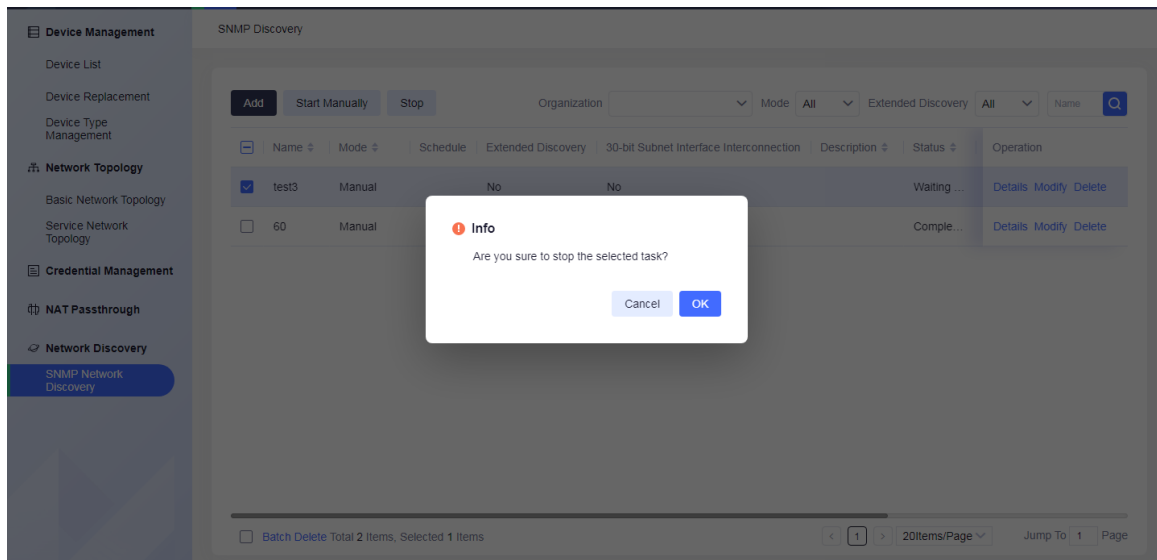 Device Management
Device List
Device Replacement
Device Type
Management
Network Topology
Basic Network Topology
Service Network
Topology
Credential Management
NAT Passthrough
Network Discovery
SNMP Network
Discovery
SNMP Discovery
Add Start Manually Stop Organization Mode All Extended Discovery All Name
Name Mode Schedule Extended Discovery 30-bit Subnet Interface Interconnection Description Status Operation
test3 Manual No No Waiting ... Details Modify Delete
60 Manual Comple... Details Modify Delete
Info
Are you sure to stop the selected task?
Cancel OK
Batch Delete Total 2 Items, Selected 1 Items < 1 > 20Items/Page Jump To 1 Page